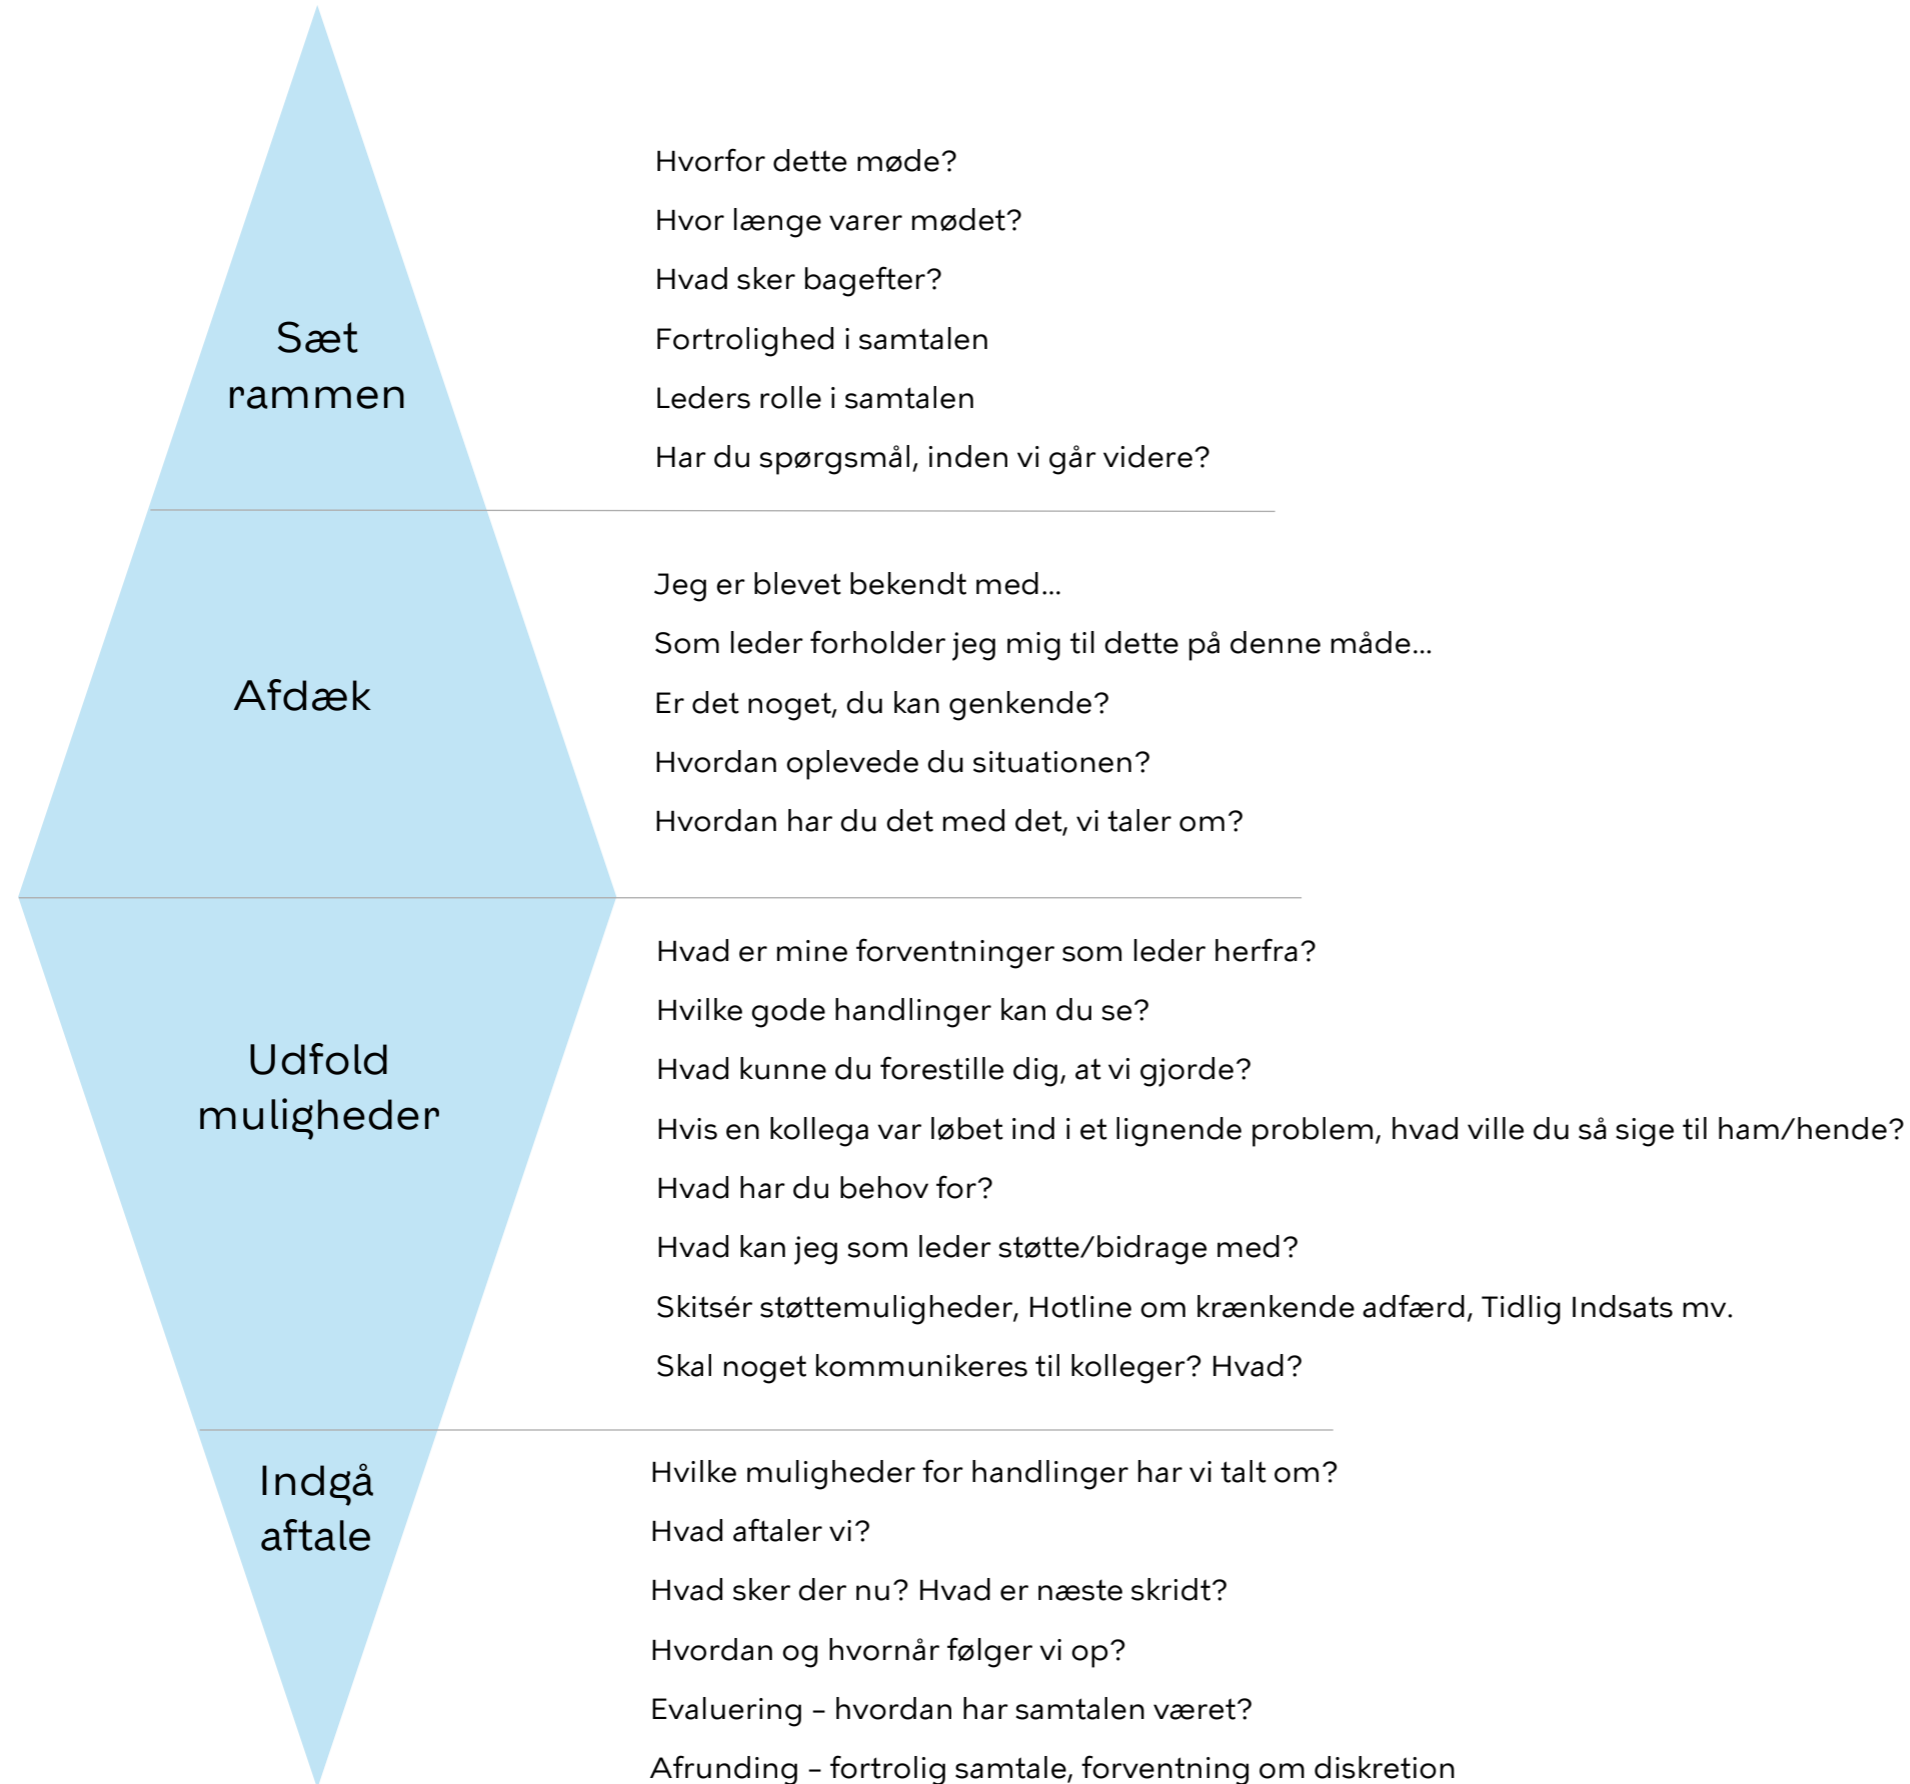 Sæt
rammen
Hvorfor dette møde?
Hvor længe varer mødet?
Hvad sker bagefter?
Fortrolighed i samtalen
Leders rolle i samtalen
Har du spørgsmål, inden vi går videre?
Afdæk
Jeg er blevet bekendt med...
Som leder forholder jeg mig til dette på denne måde...
Er det noget, du kan genkende?
Hvordan oplevede du situationen?
Hvordan har du det med det, vi taler om?
Udfold
muligheder
Hvad er mine forventninger som leder herfra?
Hvilke gode handlinger kan du se?
Hvad kunne du forestille dig, at vi gjorde?
Hvis en kollega var løbet ind i et lignende problem, hvad ville du så sige til ham/hende?
Hvad har du behov for?
Hvad kan jeg som leder støtte/bidrage med?
Skitsér støttemuligheder, Hotline om krænkende adfærd, Tidlig Indsats mv.
Skal noget kommunikeres til kolleger? Hvad?
Indgå
aftale
Hvilke muligheder for handlinger har vi talt om?
Hvad aftaler vi?
Hvad sker der nu? Hvad er næste skridt?
Hvordan og hvornår følger vi op?
Evaluering – hvordan har samtalen været?
Afrunding – fortrolig samtale, forventning om diskretion